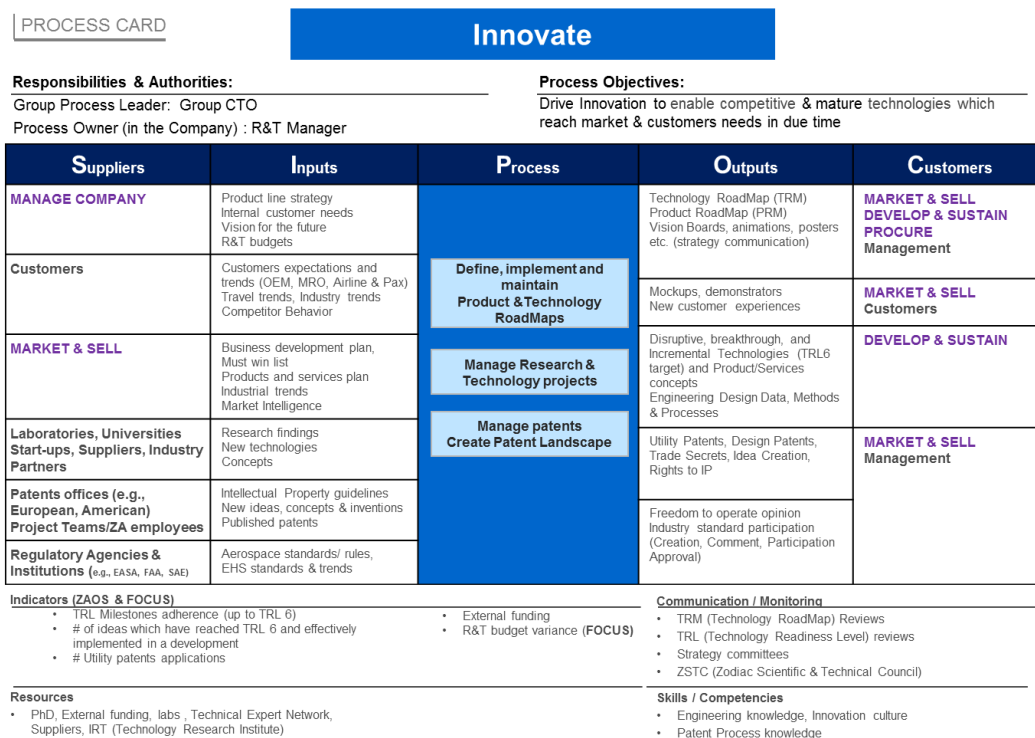 PROCESS CARD
Innovate
Responsibilities & Authorities:
Group Process Leader:  Group CTO
Process Owner (in the Company) : R&T Manager
Process Objectives:
Drive Innovation to enable competitive & mature technologies which
reach market & customers needs in due time
Suppliers
Inputs
Process
Outputs
Customers
MANAGE COMPANY
Product line strategy
Internal customer needs
Vision for the future
R&T budgets
Customers
Customers expectations and
trends (OEM, MRO, Airline & Pax)
Travel trends, Industry trends
Competitor Behavior
MARKET & SELL
Business development plan,
Must win list
Products and services plan
Industrial trends
Market Intelligence
Laboratories, Universities
Start-ups, Suppliers, Industry
Partners
Research findings
New technologies
Concepts
Patents offices (e.g.,
European, American)
Project Teams/ZA employees
Intellectual Property guidelines
New ideas, concepts & inventions
Published patents
Regulatory Agencies &
Institutions (e.g., EASA, FAA, SAE)
Aerospace standards/ rules,
EHS standards & trends
Define, implement and
maintain
Product & Technology
RoadMaps
Manage Research &
Technology projects
Manage patents
Create Patent Landscape
Technology RoadMap (TRM)
Product RoadMap (PRM)
Vision Boards, animations, posters
etc. (strategy communication)
MARKET & SELL
DEVELOP & SUSTAIN
PROCURE
Management
Mockups, demonstrators
New customer experiences
MARKET & SELL
Customers
Disruptive, breakthrough, and
Incremental Technologies (TRL6
target) and Product/Services
concepts
Engineering Design Data, Methods
& Processes
DEVELOP & SUSTAIN
Utility Patents, Design Patents,
Trade Secrets, Idea Creation,
Rights to IP
MARKET & SELL
Management
Freedom to operate opinion
Industry standard participation
(Creation, Comment, Participation
Approval)
Indicators (ZAOS & FOCUS)
• TRL Milestones adherence (up to TRL 6)
• # of ideas which have reached TRL 6 and effectively
implemented in a development
• # Utility patents applications
• External funding
• R&T budget variance (FOCUS)
Communication / Monitoring
• TRM (Technology RoadMap) Reviews
• TRL (Technology Readiness Level) reviews
• Strategy committees
• ZSTC (Zodiac Scientific & Technical Council)
Resources
• PhD, External funding, labs , Technical Expert Network,
Suppliers, IRT (Technology Research Institute)
Skills / Competencies
• Engineering knowledge, Innovation culture
• Patent Process knowledge